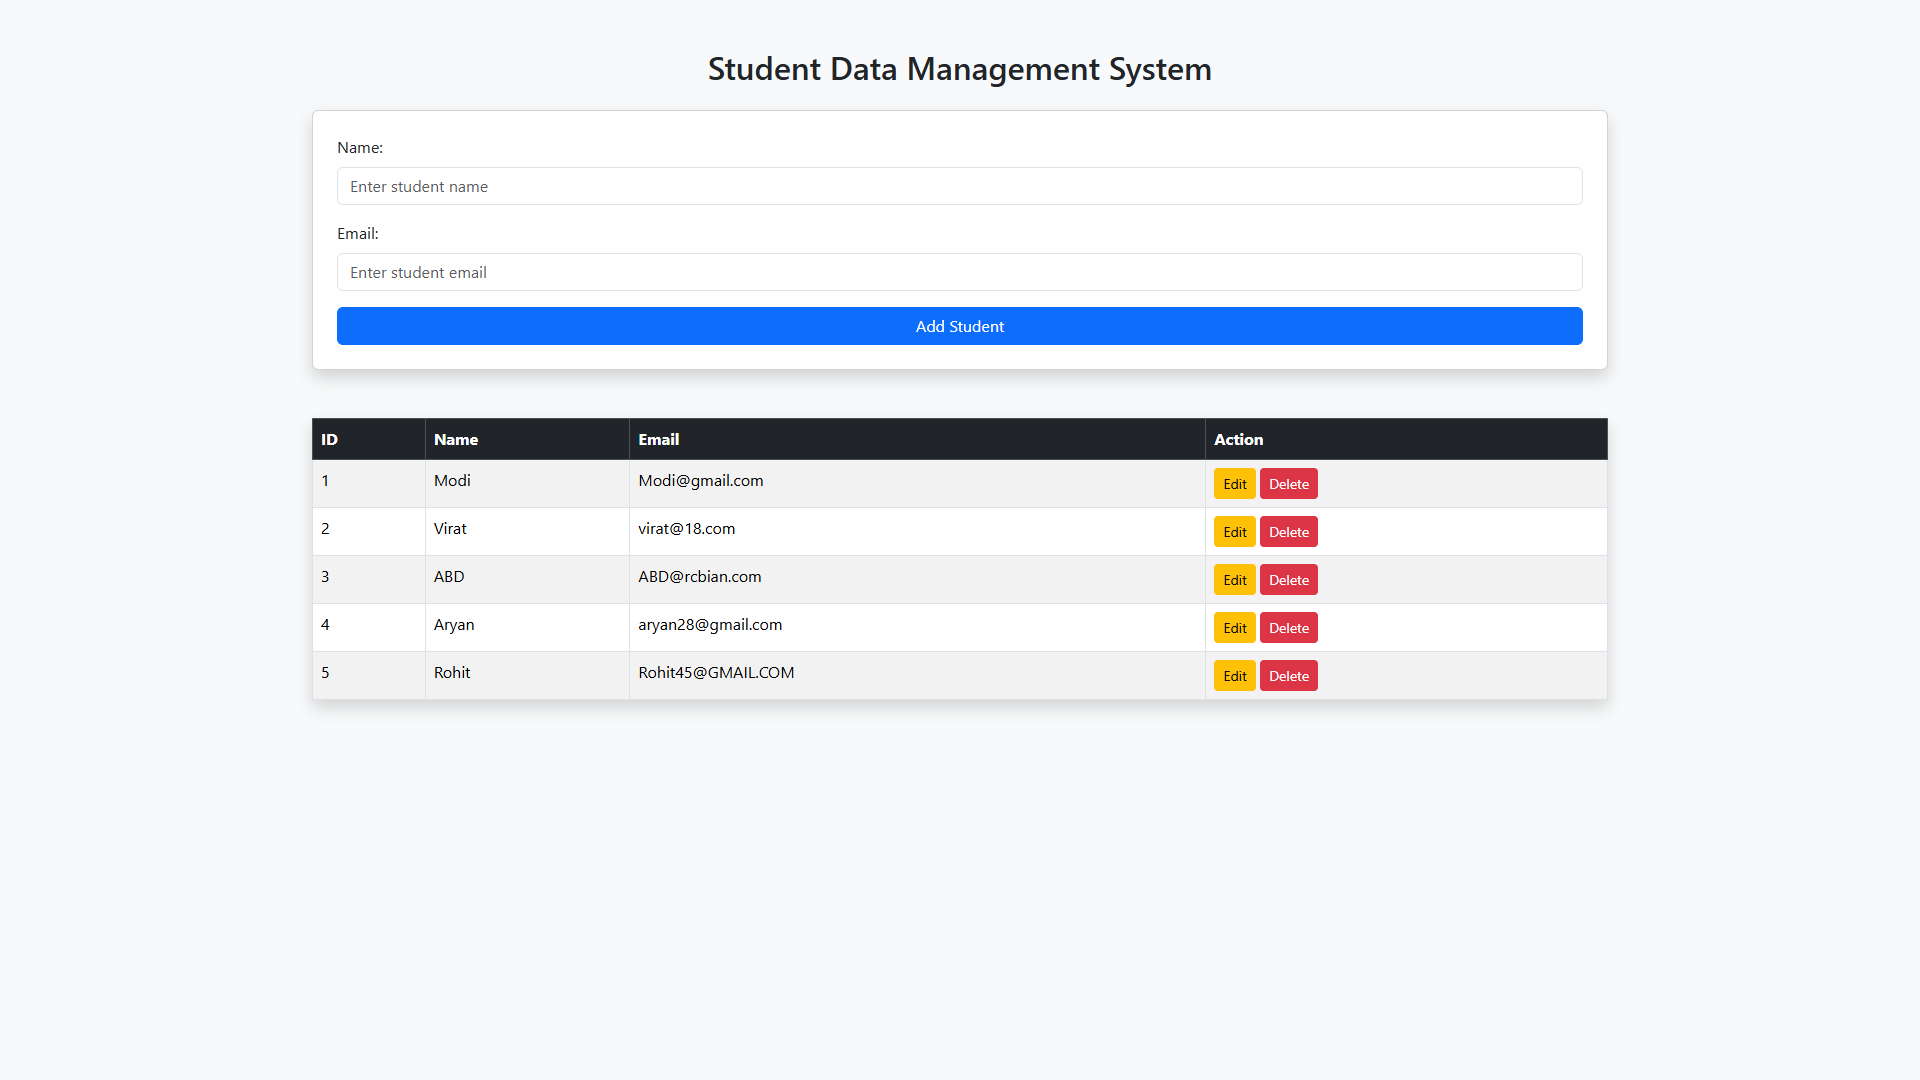 Student Data Management System
Name:
Enter student name
Email:
Enter student email
Add Student
ID Name Email Action
1 Modi Modi@gmail.com Edit Delete
2 Virat virat@18.com Edit Delete
3 ABD ABD@rcbian.com Edit Delete
4 Aryan aryan28@gmail.com Edit Delete
5 Rohit Rohit45@GMAIL.COM Edit Delete